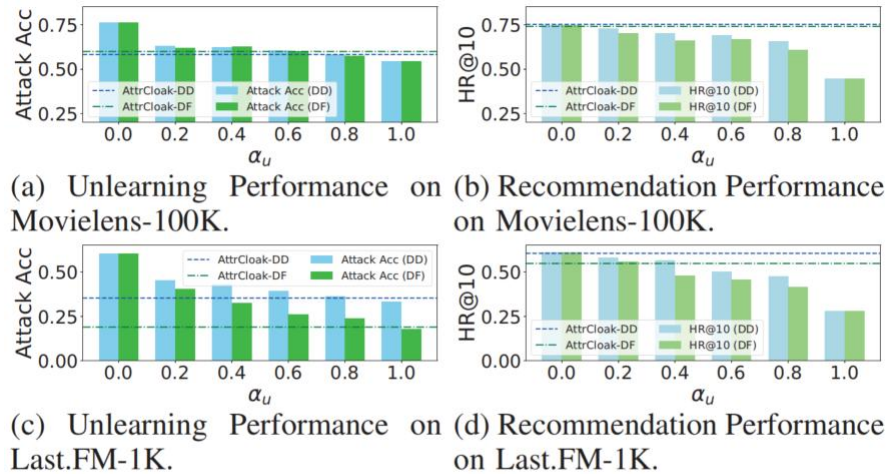 Attack Acc
0.75
0.50
0.25
AttrCloak-DD
AttrCloak-DF
Attack Acc (DD)
Attack Acc (DF)
0.0 0.2 0.4 0.6 0.8 1.0
αu
HR@10
0.75
0.50
0.25
AttrCloak-DD
AttrCloak-DF
HR@10 (DD)
HR@10 (DF)
0.0 0.2 0.4 0.6 0.8 1.0
αu
(a) Unlearning Performance on
Movielens-100K.
(b) Recommendation Performance
on Movielens-100K.
Attack Acc
0.50
0.25
0.00
AttrCloak-DD
AttrCloak-DF
Attack Acc (DD)
Attack Acc (DF)
0.0 0.2 0.4 0.6 0.8 1.0
αu
HR@10
0.50
0.25
0.00
AttrCloak-DD
AttrCloak-DF
HR@10 (DD)
HR@10 (DF)
0.0 0.2 0.4 0.6 0.8 1.0
αu
(c) Unlearning Performance on
Last.FM-1K.
(d) Recommendation Performance
on Last.FM-1K.